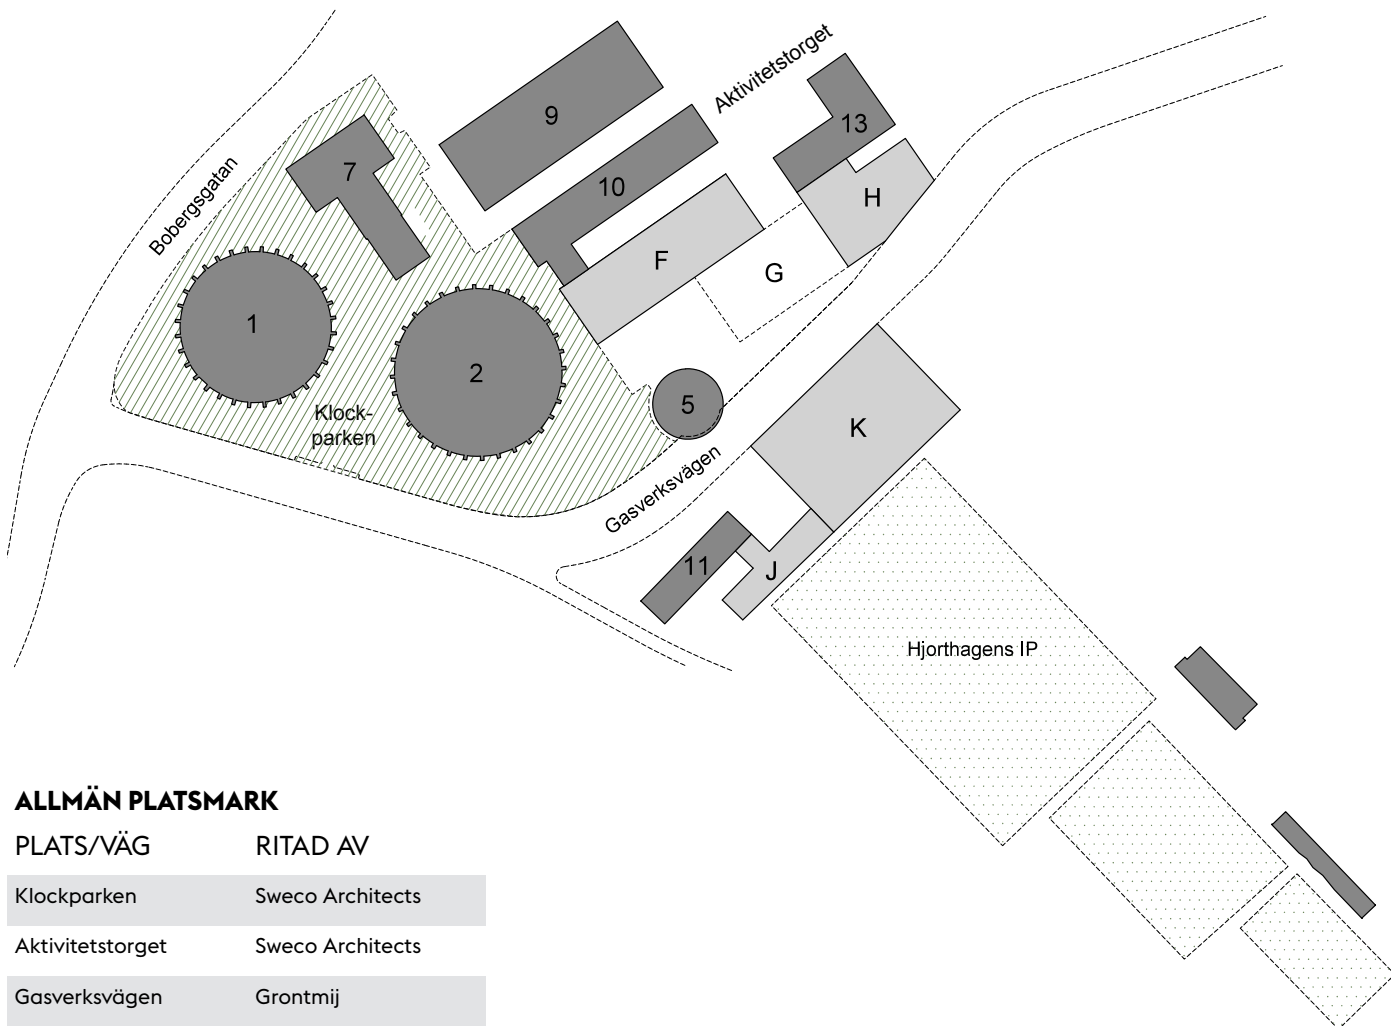 Aktivitetstorget
9
13
7
10
H
Bobergsgatan
F
G
1
2
5
Klock-
parken
K
Gasverksvägen
11
J
Hjorthagens IP
ALLMÄN PLATSMARK
PLATS/VÄG RITAD AV
Klockparken Sweco Architects
Aktivitetstorget Sweco Architects
Gasverksvägen Grontmij